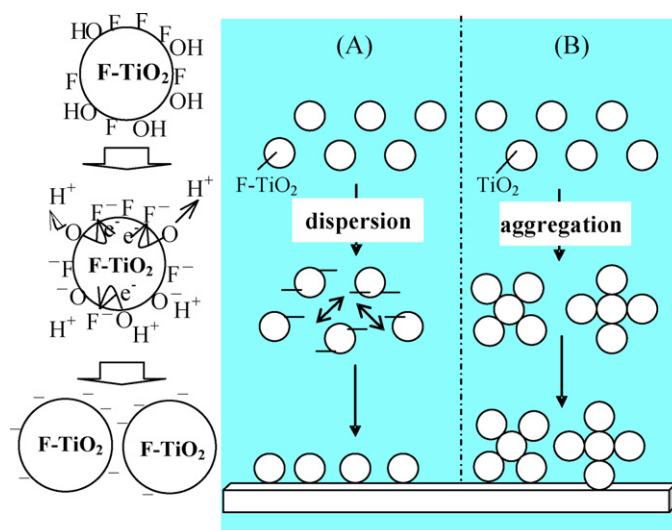 HO F F
F OH
F-TiO2
F F
HO OH
F OH
H+ H+
F− F F−
O e- e- O
−F F-TiO2 F−
−O e- O−
H+ F− O H+
H+
− − − −
F-TiO2 F-TiO2
− − − −
(A) (B)
F-TiO2 TiO2
dispersion aggregation